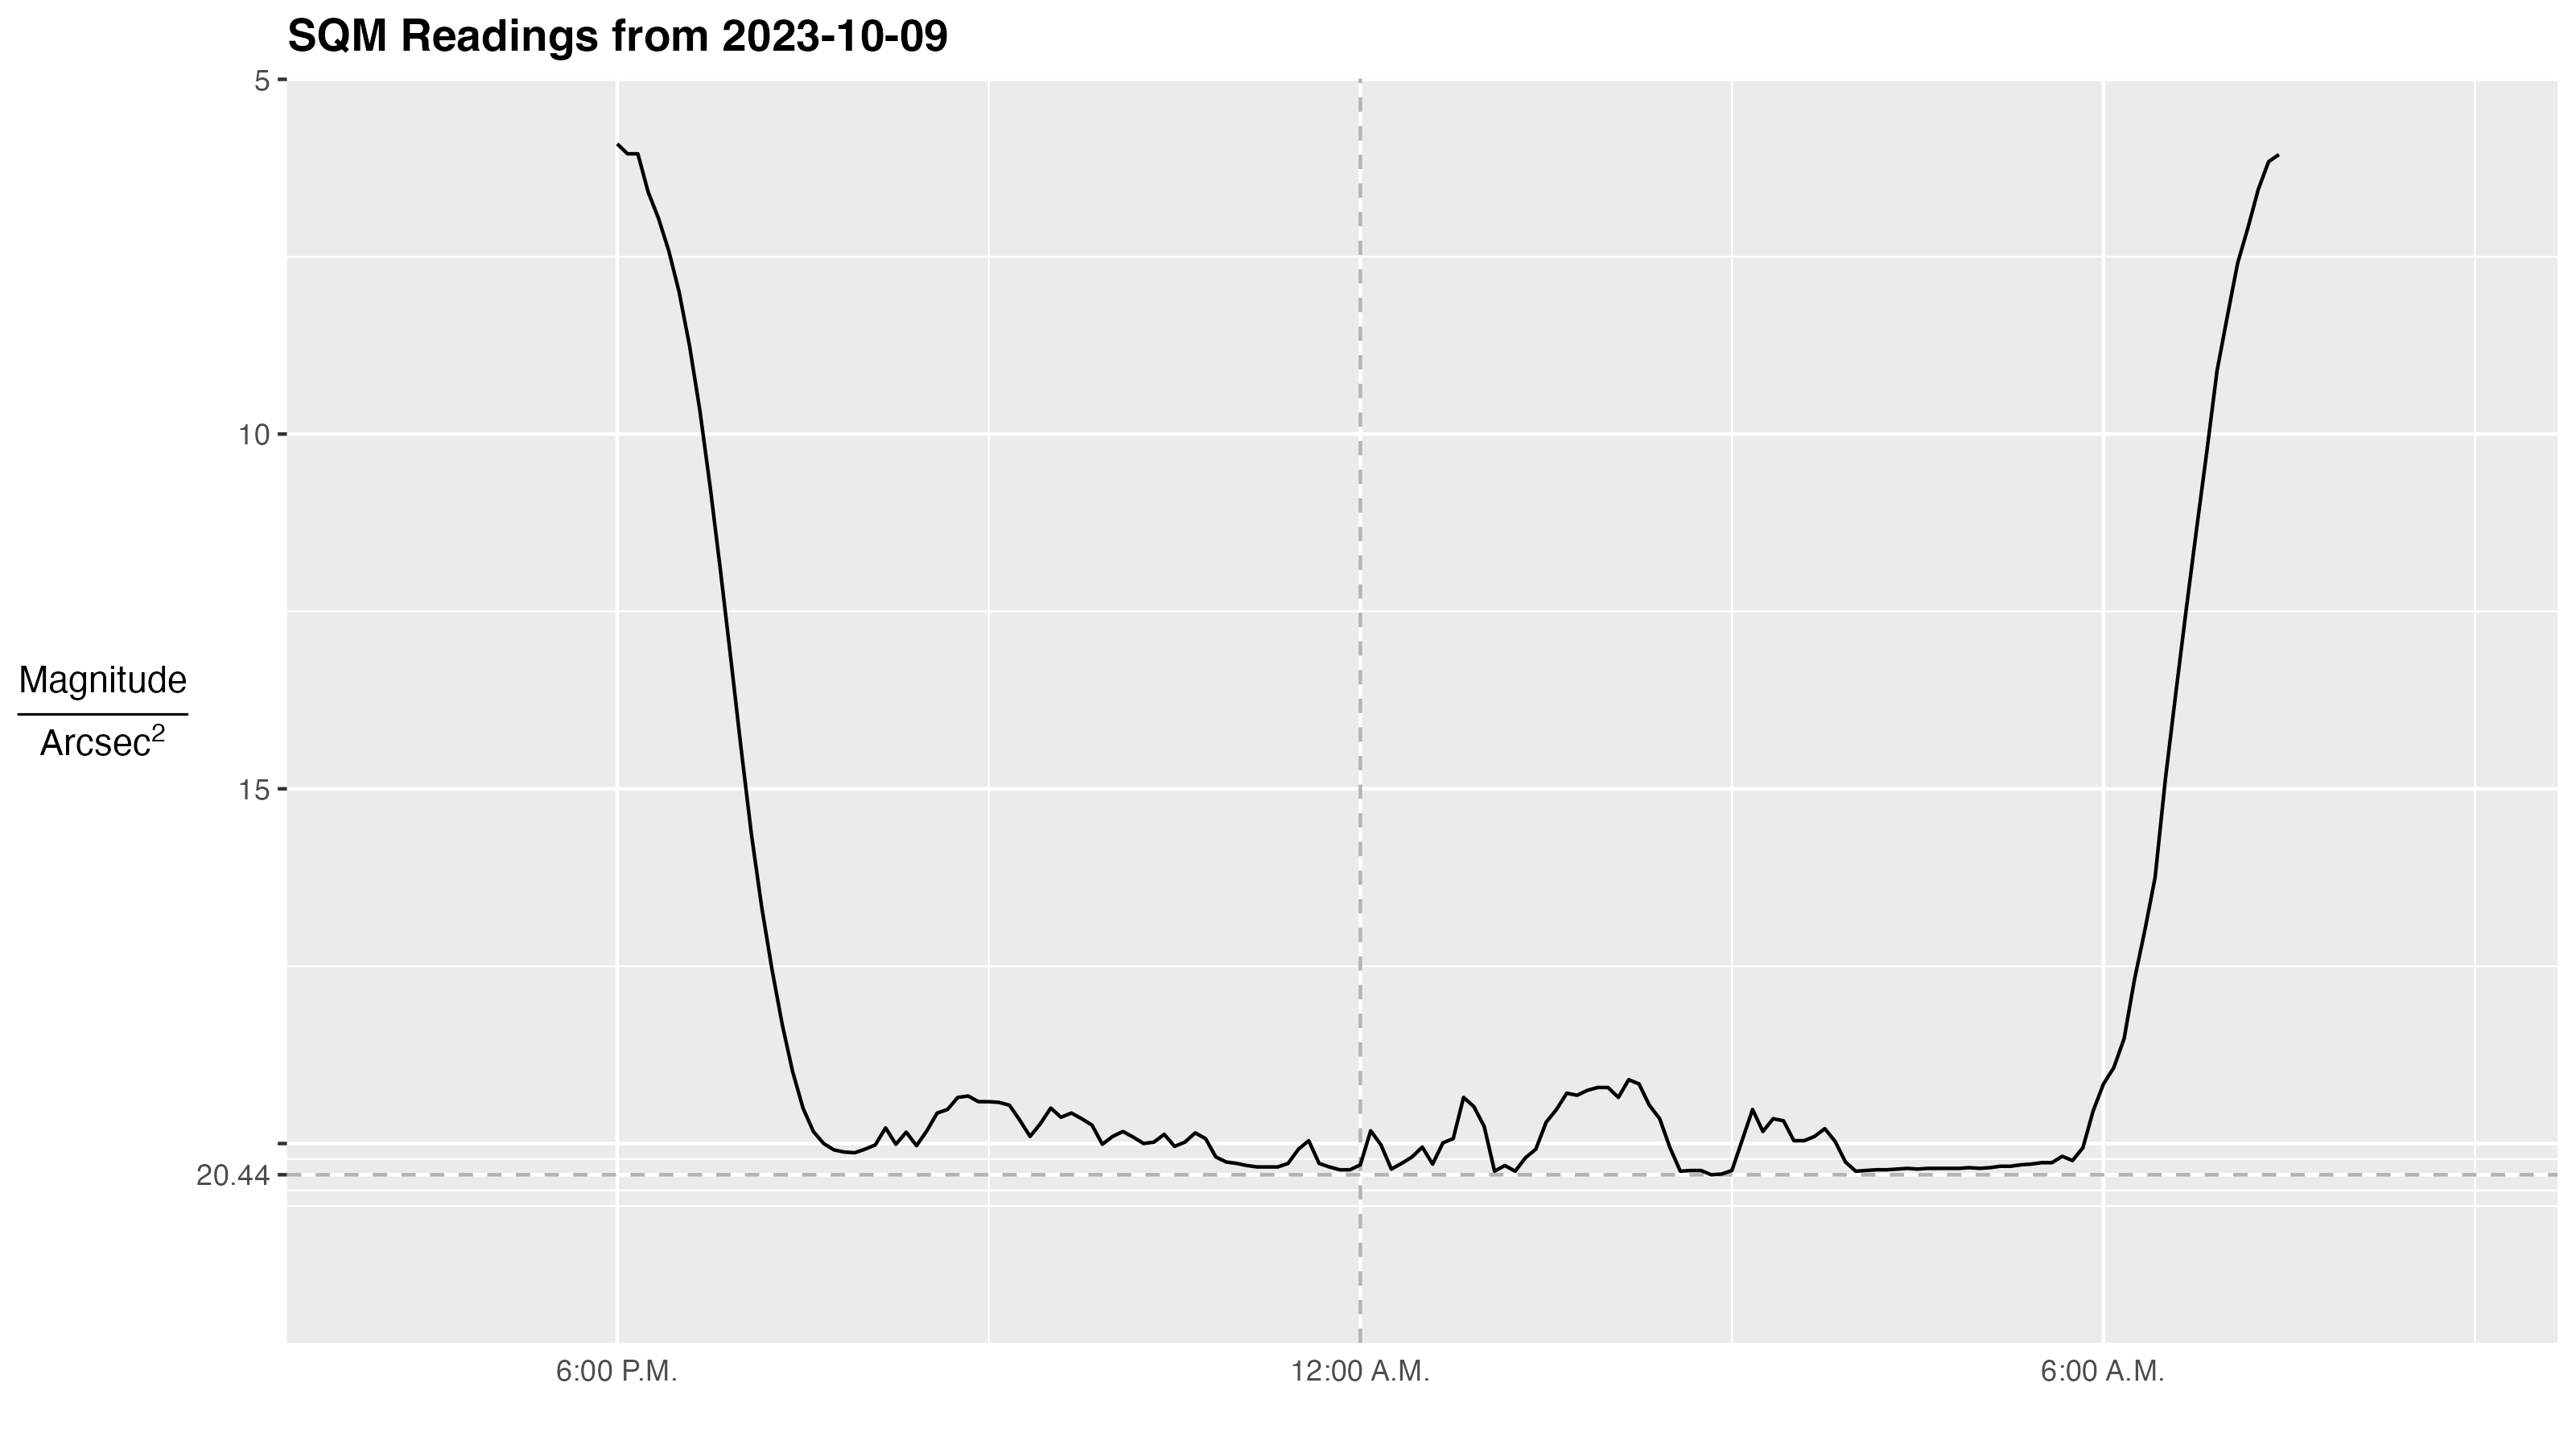 SQM Readings from 2023-10-09
5
10
15
20.44
Magnitude
Arcsec²
6:00 P.M.
12:00 A.M.
6:00 A.M.